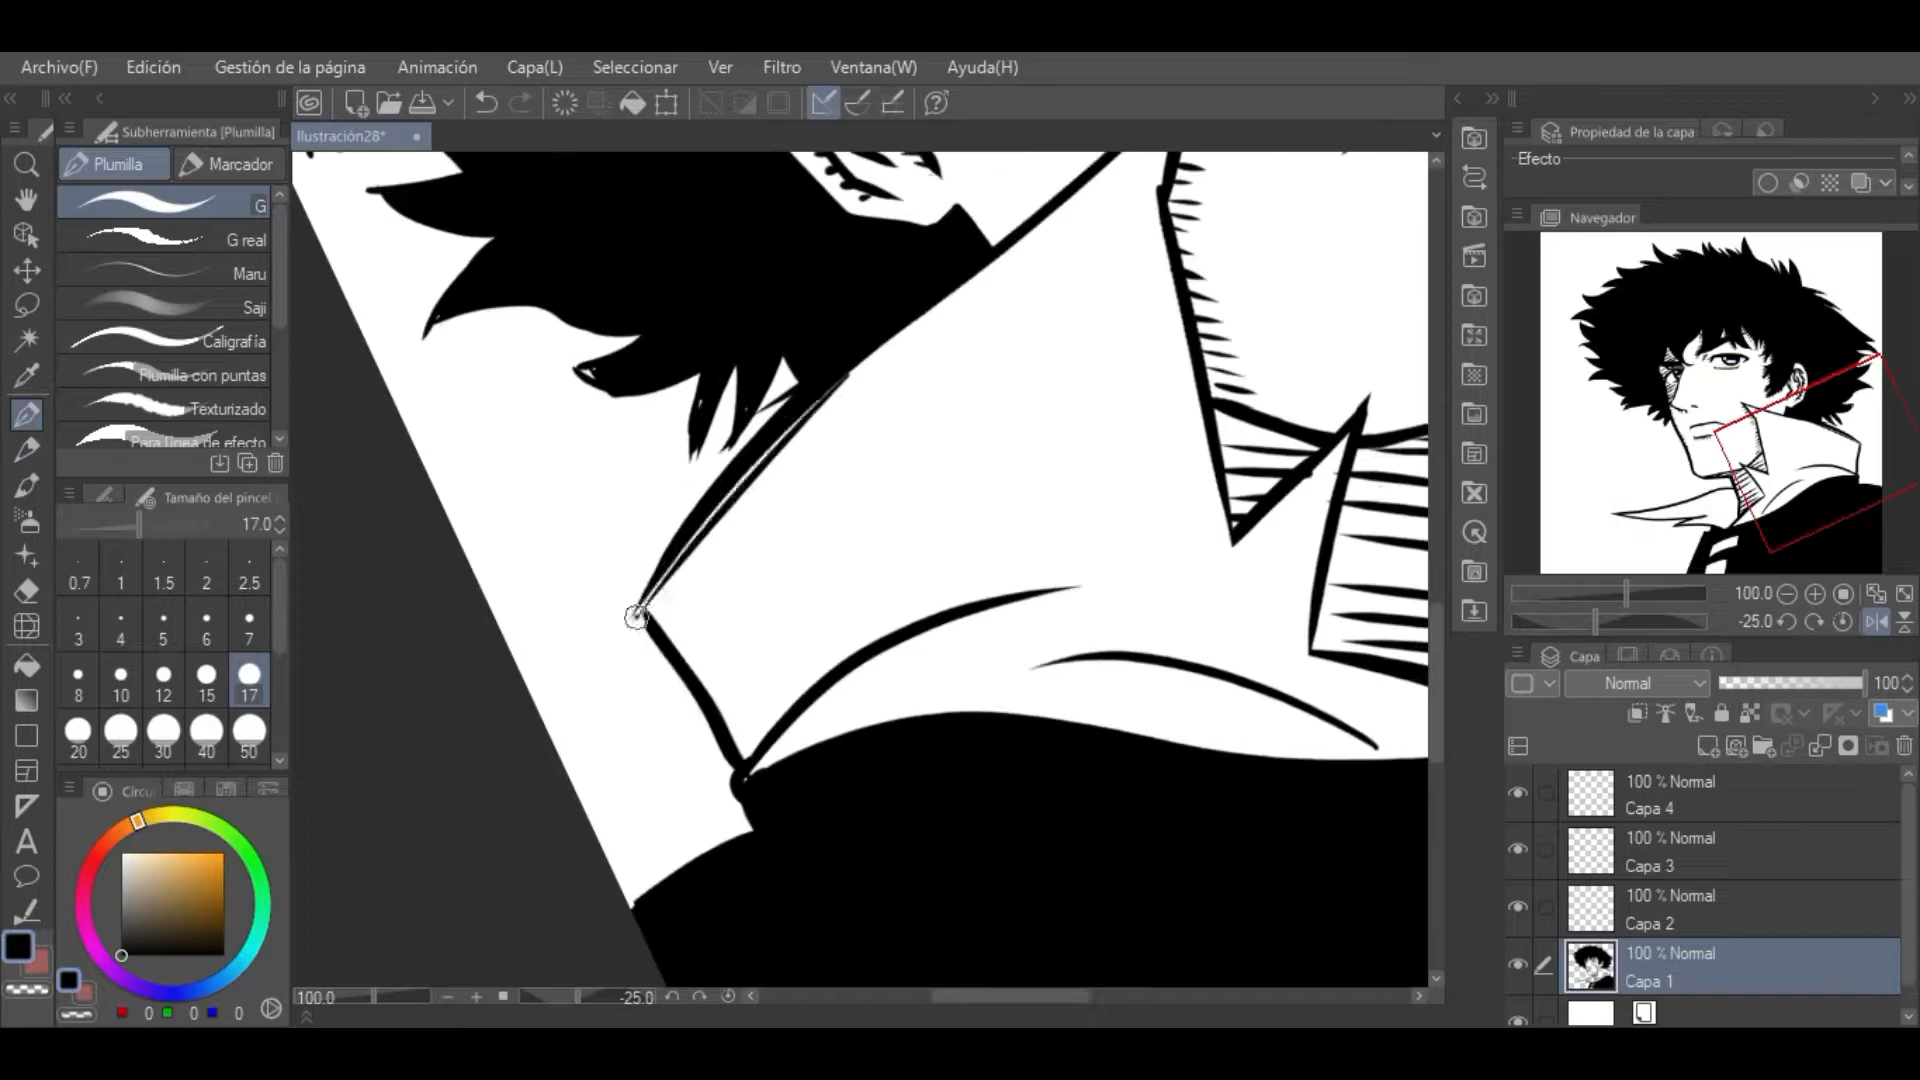 Archivo(F) Edición Gestión de la página Animación Capa(L) Seleccionar Ver Filtro Ventana(W) Ayuda(H)
Subherramienta [Plumilla]
Ilustración28*
Plumilla Marcador
G
G real
Maru
Saji
Caligrafía
Plumilla con puntas
Texturizado
Para línea de efecto
Tamaño del pincel
17.0
0.7 1 1.5 2 2.5
3 4 5 6 7
8 10 12 15 17
20 25 30 40 50
Círcu
0 0 0
100.0 -25.0
Propiedad de la capa
Efecto
Navegador
100.0
-25.0
Capa
Normal 100
100 % Normal
Capa 4
100 % Normal
Capa 3
100 % Normal
Capa 2
100 % Normal
Capa 1